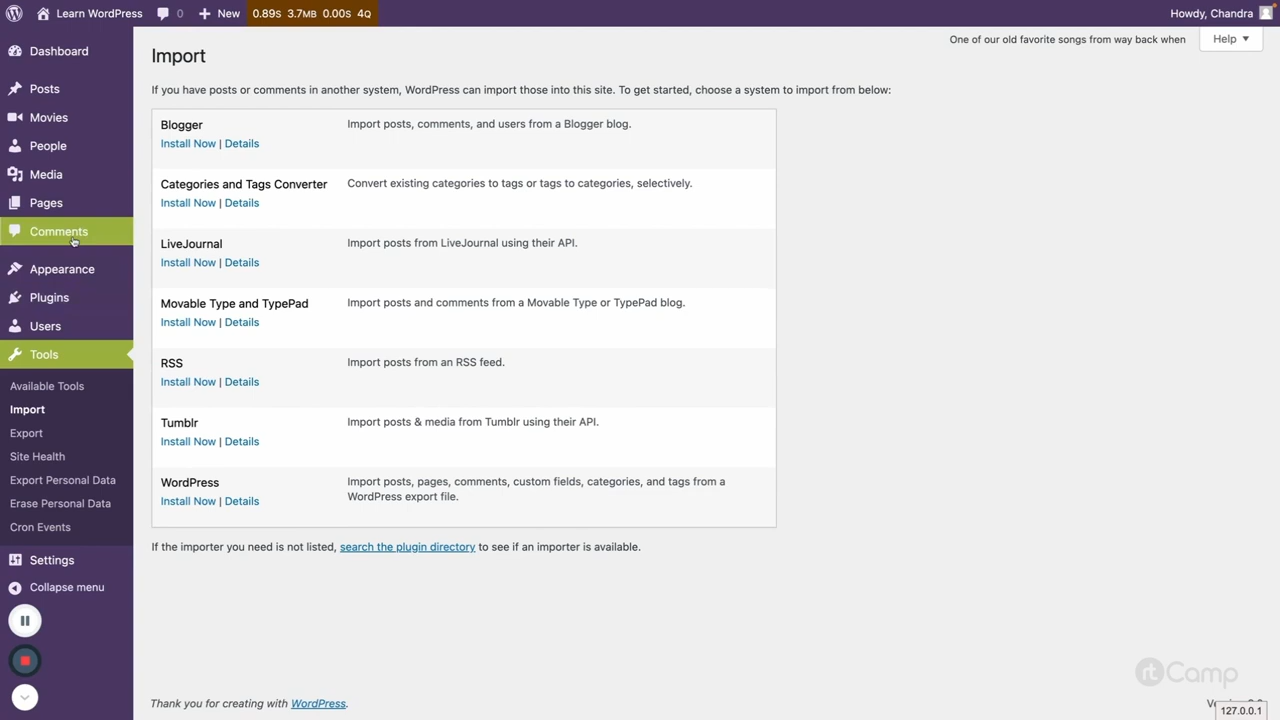 Learn WordPress 0 New 0.89S 3.7MB 0.00S 4Q Howdy, Chandra
Dashboard
Posts
Movies
People
Media
Pages
Comments
Appearance
Plugins
Users
Tools
Available Tools
Import
Export
Site Health
Export Personal Data
Erase Personal Data
Cron Events
Settings
Collapse menu
One of our old favorite songs from way back when Help
Import
If you have posts or comments in another system, WordPress can import those into this site. To get started, choose a system to import from below:
Blogger Import posts, comments, and users from a Blogger blog.
Install Now | Details
Categories and Tags Converter Convert existing categories to tags or tags to categories, selectively.
Install Now | Details
LiveJournal Import posts from LiveJournal using their API.
Install Now | Details
Movable Type and TypePad Import posts and comments from a Movable Type or TypePad blog.
Install Now | Details
RSS Import posts from an RSS feed.
Install Now | Details
Tumblr Import posts & media from Tumblr using their API.
Install Now | Details
WordPress Import posts, pages, comments, custom fields, categories, and tags from a
Install Now | Details WordPress export file.
If the importer you need is not listed, search the plugin directory to see if an importer is available.
rtCamp
Thank you for creating with WordPress.
127.0.0.1